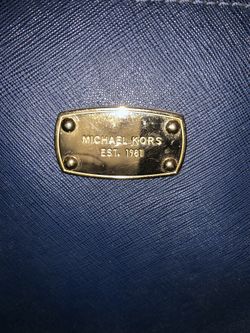 MICHAEL KORS
EST. 1981